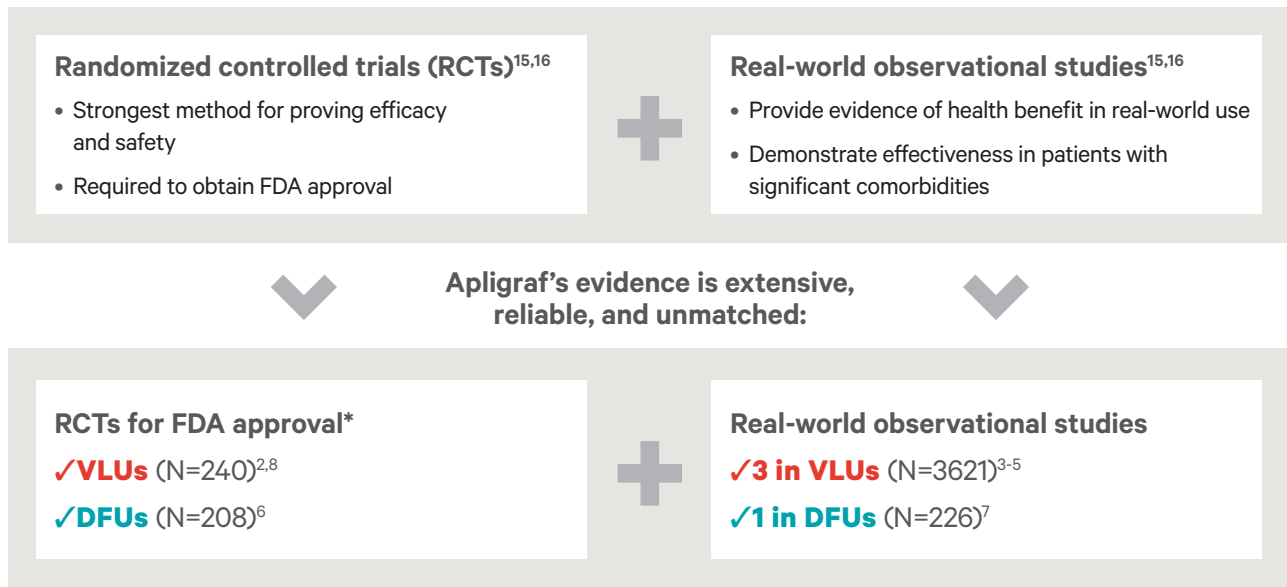 Randomized controlled trials (RCTs)15,16
• Strongest method for proving efficacy
and safety
• Required to obtain FDA approval
Real-world observational studies15,16
• Provide evidence of health benefit in real-world use
• Demonstrate effectiveness in patients with
significant comorbidities
Apligraf’s evidence is extensive,
reliable, and unmatched:
RCTs for FDA approval*
✓VLUs (N=240)2,8
✓DFUs (N=208)6
Real-world observational studies
✓3 in VLUs (N=3621)3-5
✓1 in DFUs (N=226)7